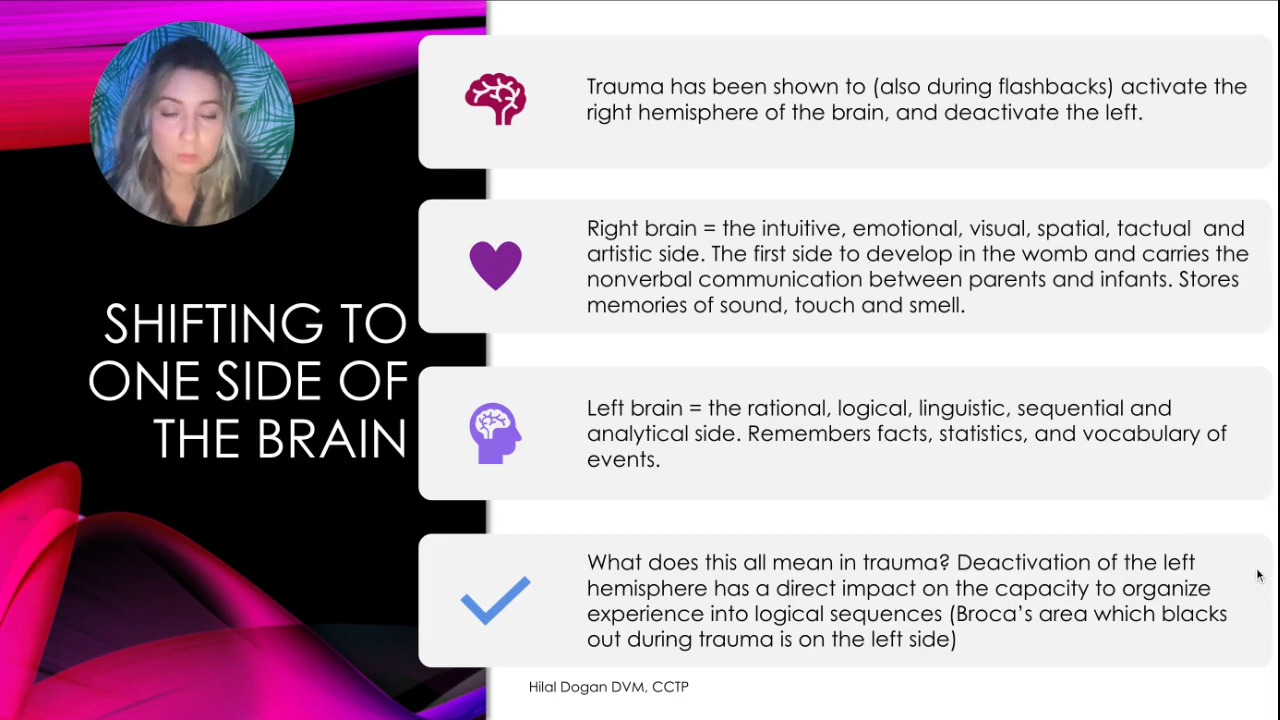 SHIFTING TO
ONE SIDE OF
THE BRAIN
Trauma has been shown to (also during flashbacks) activate the
right hemisphere of the brain, and deactivate the left.
Right brain = the intuitive, emotional, visual, spatial, tactual  and
artistic side. The first side to develop in the womb and carries the
nonverbal communication between parents and infants. Stores
memories of sound, touch and smell.
Left brain = the rational, logical, linguistic, sequential and
analytical side. Remembers facts, statistics, and vocabulary of
events.
What does this all mean in trauma? Deactivation of the left
hemisphere has a direct impact on the capacity to organize
experience into logical sequences (Broca’s area which blacks
out during trauma is on the left side)
Hilal Dogan DVM, CCTP